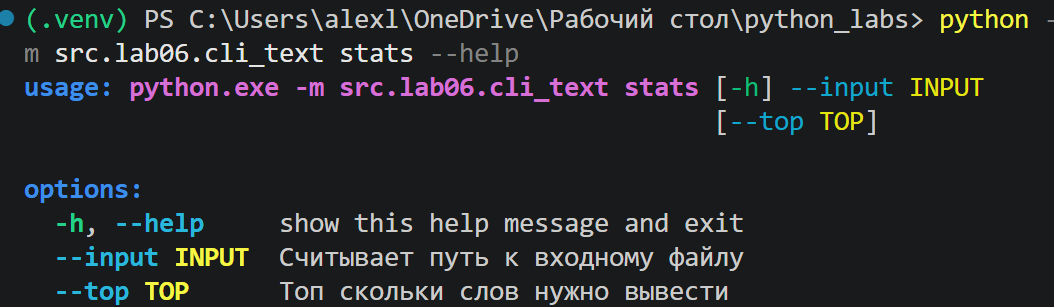 (.venv) PS C:\Users\alexl\OneDrive\Рабочий стол\python_labs> python -
m src.lab06.cli_text stats --help
usage: python.exe -m src.lab06.cli_text stats [-h] --input INPUT
[--top TOP]
options:
-h, --help show this help message and exit
--input INPUT Считывает путь к входному файлу
--top TOP Топ скольки слов нужно вывести